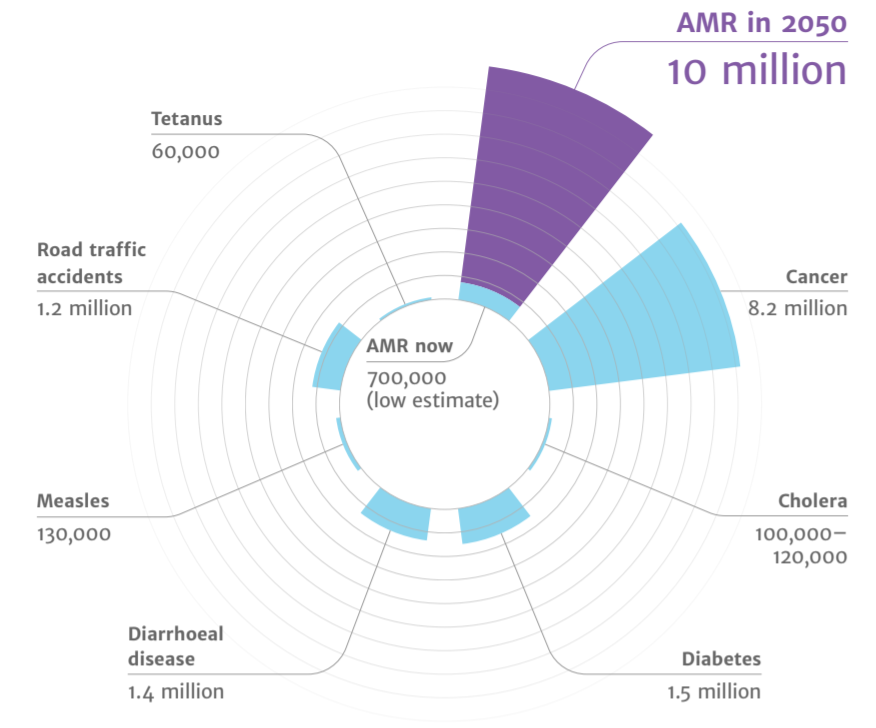 AMR in 2050
10 million
Tetanus
60,000
Road traffic
accidents
1.2 million
Cancer
8.2 million
AMR now
700,000
(low estimate)
Measles
130,000
Cholera
100,000–
120,000
Diarrhoeal
disease
1.4 million
Diabetes
1.5 million